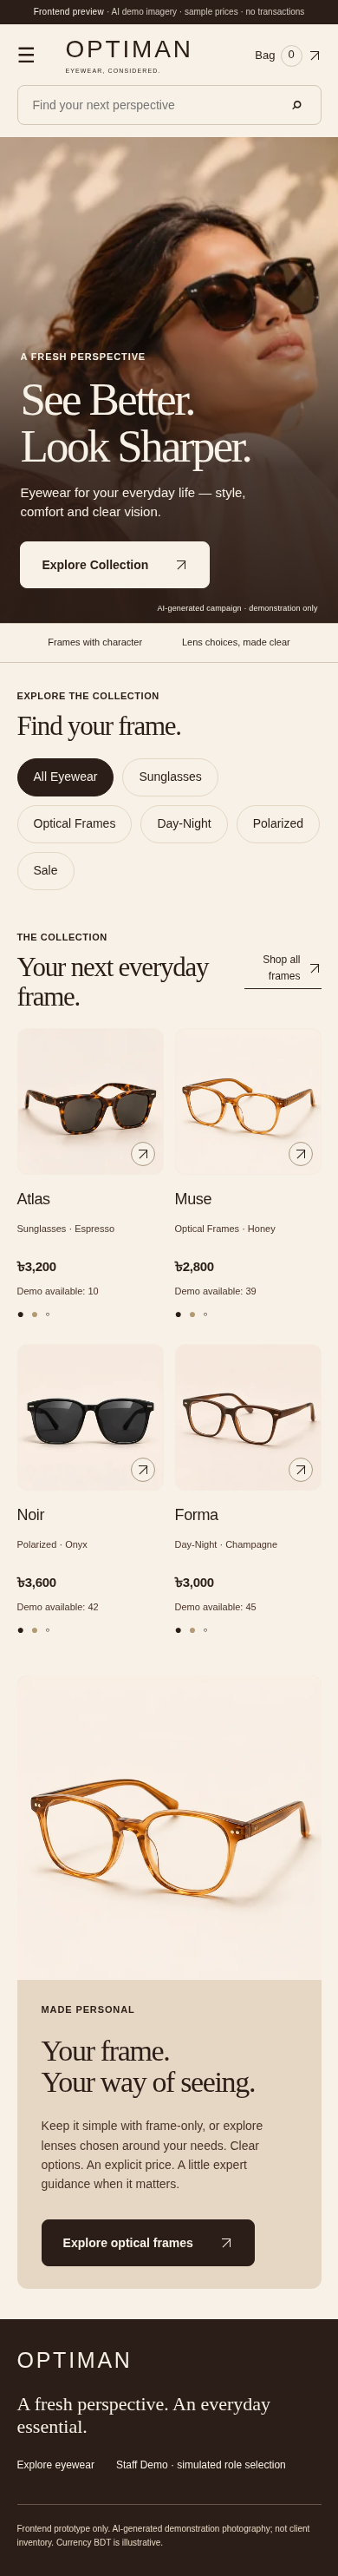 Frontend preview · AI demo imagery · sample prices · no transactions
OPTIMAN
EYEWEAR, CONSIDERED.
Bag 0
Find your next perspective
A FRESH PERSPECTIVE
See Better.
Look Sharper.
Eyewear for your everyday life — style,
comfort and clear vision.
Explore Collection
AI-generated campaign · demonstration only
Frames with character
Lens choices, made clear
EXPLORE THE COLLECTION
Find your frame.
All Eyewear
Sunglasses
Optical Frames
Day-Night
Polarized
Sale
THE COLLECTION
Your next everyday
frame.
Shop all
frames
Atlas
Sunglasses · Espresso
৳3,200
Demo available: 10
Muse
Optical Frames · Honey
৳2,800
Demo available: 39
Noir
Polarized · Onyx
৳3,600
Demo available: 42
Forma
Day-Night · Champagne
৳3,000
Demo available: 45
MADE PERSONAL
Your frame.
Your way of seeing.
Keep it simple with frame-only, or explore
lenses chosen around your needs. Clear
options. An explicit price. A little expert
guidance when it matters.
Explore optical frames
OPTIMAN
A fresh perspective. An everyday
essential.
Explore eyewear
Staff Demo · simulated role selection
Frontend prototype only. AI-generated demonstration photography; not client
inventory. Currency BDT is illustrative.